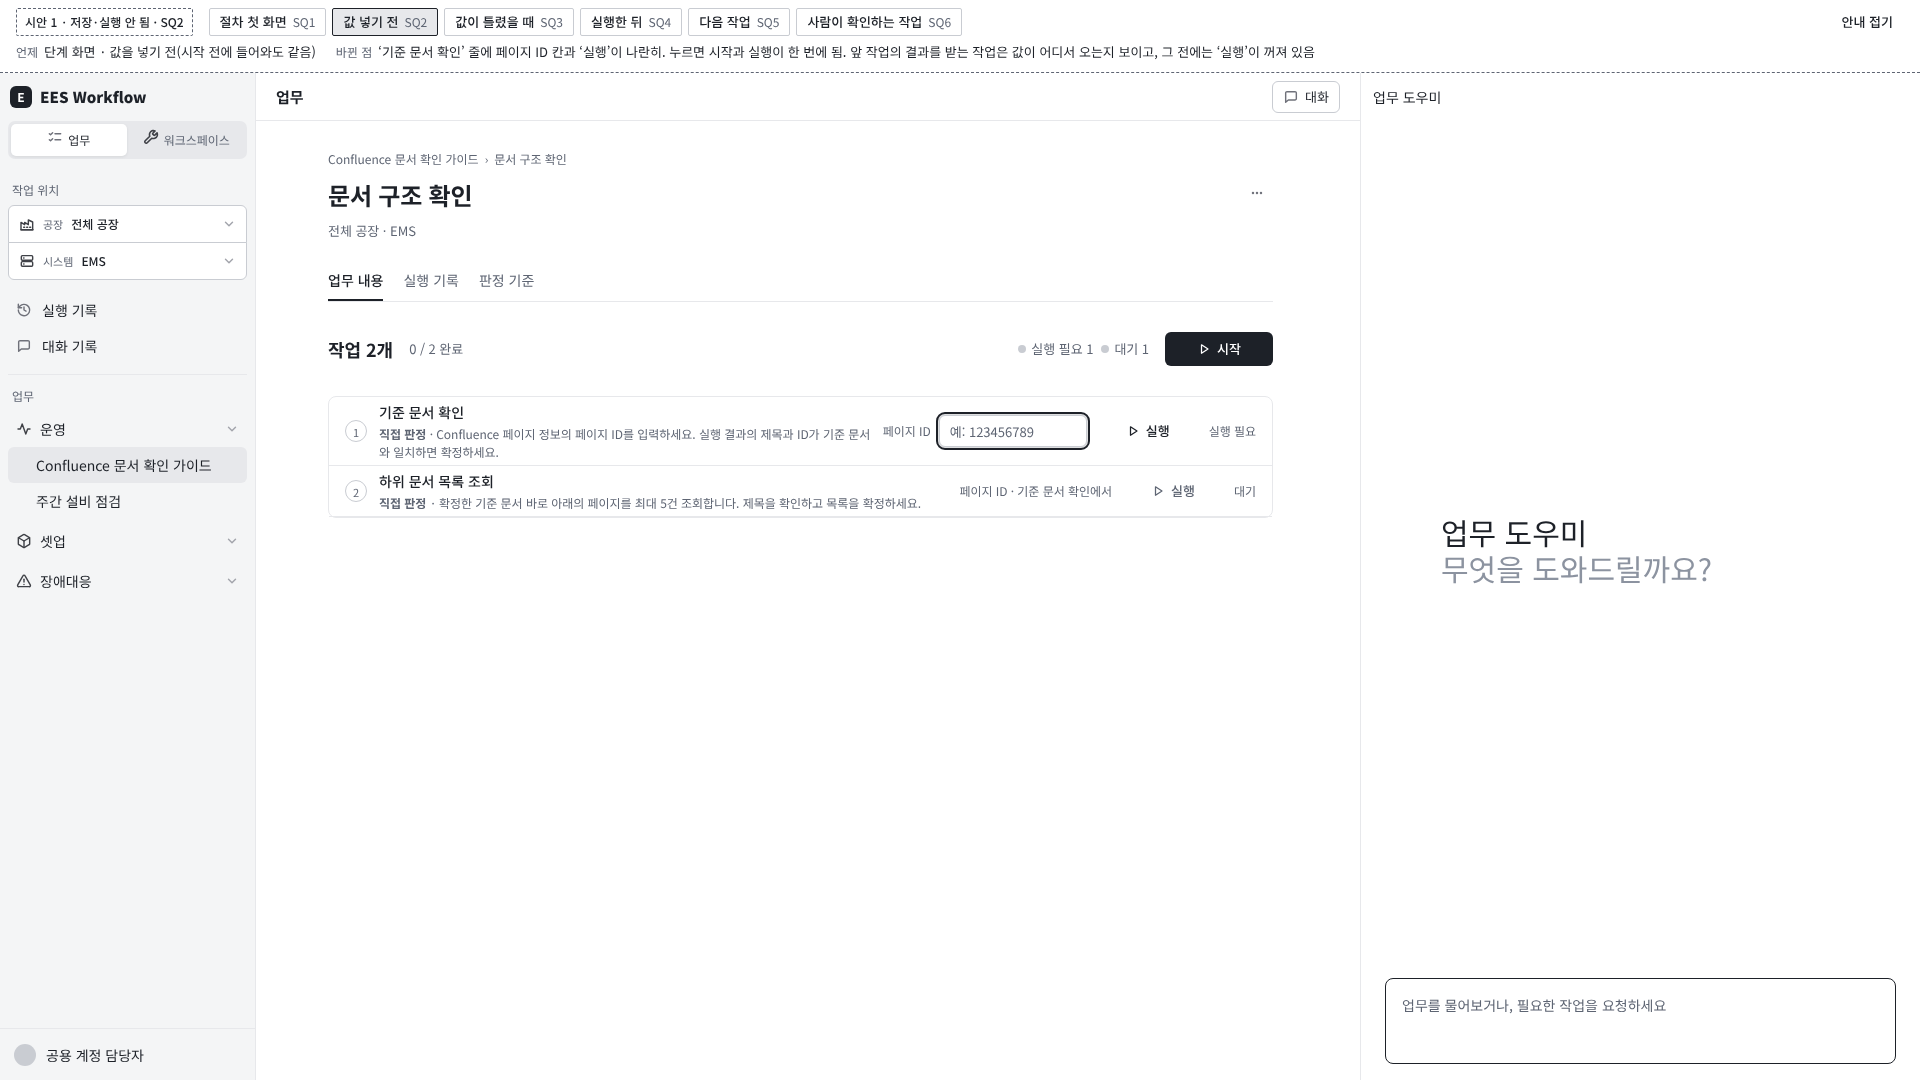 시안 1 · 저장·실행 안 됨 · SQ2
절차 첫 화면 SQ1
값 넣기 전 SQ2
값이 틀렸을 때 SQ3
실행한 뒤 SQ4
다음 작업 SQ5
사람이 확인하는 작업 SQ6
안내 접기
언제 단계 화면 · 값을 넣기 전(시작 전에 들어와도 같음)
바뀐 점 ‘기준 문서 확인’ 줄에 페이지 ID 칸과 ‘실행’이 나란히. 누르면 시작과 실행이 한 번에 됨. 앞 작업의 결과를 받는 작업은 값이 어디서 오는지 보이고, 그 전에는 ‘실행’이 꺼져 있음
E EES Workflow
업무
워크스페이스
작업 위치
공장 전체 공장
시스템 EMS
실행 기록
대화 기록
업무
운영
Confluence 문서 확인 가이드
주간 설비 점검
셋업
장애대응
공용 계정 담당자
업무
대화
Confluence 문서 확인 가이드 › 문서 구조 확인
문서 구조 확인
...
전체 공장 · EMS
업무 내용
실행 기록
판정 기준
작업 2개 0 / 2 완료
실행 필요 1
대기 1
시작
1
기준 문서 확인
직접 판정 · Confluence 페이지 정보의 페이지 ID를 입력하세요. 실행 결과의 제목과 ID가 기준 문서
와 일치하면 확정하세요.
페이지 ID
예: 123456789
실행
실행 필요
2
하위 문서 목록 조회
직접 판정 · 확정한 기준 문서 바로 아래의 페이지를 최대 5건 조회합니다. 제목을 확인하고 목록을 확정하세요.
페이지 ID · 기준 문서 확인에서
실행
대기
업무 도우미
업무 도우미
무엇을 도와드릴까요?
업무를 물어보거나, 필요한 작업을 요청하세요